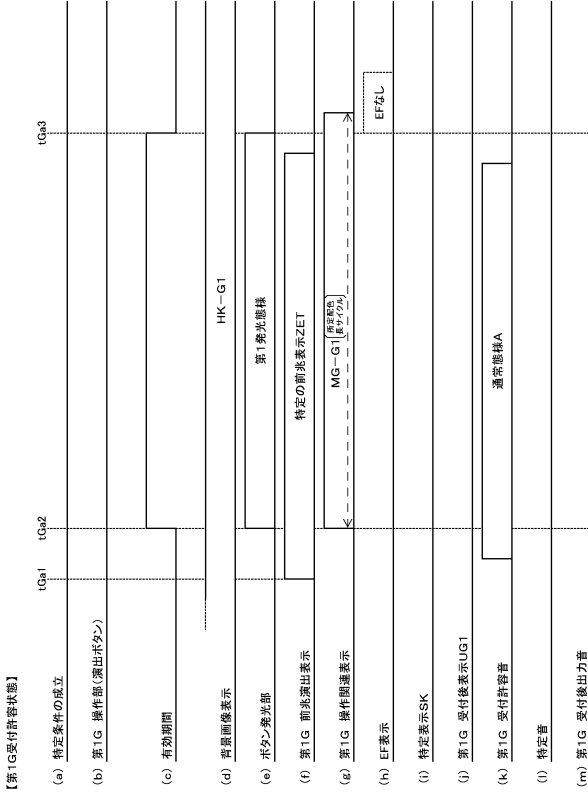 【第1G受付許容状態】
tGa1
tGa2
tGa3
(a) 特定条件の成立
(b) 第1G 操作部(演出ボタン)
(c) 有効期間
(d) 背景画像表示
HK-G1
(e) ボタン発光部
第1発光態様
(f) 第1G 前兆演出表示
特定の前兆表示ZET
(g) 第1G 操作関連表示
MG-G1
所定配色
長サイクル
(h) EF表示
EFなし
(i) 特定表示SK
(j) 第1G 受付後表示UG1
(k) 第1G 受付許容音
通常態様A
(l) 特定音
(m) 第1G 受付後出力音